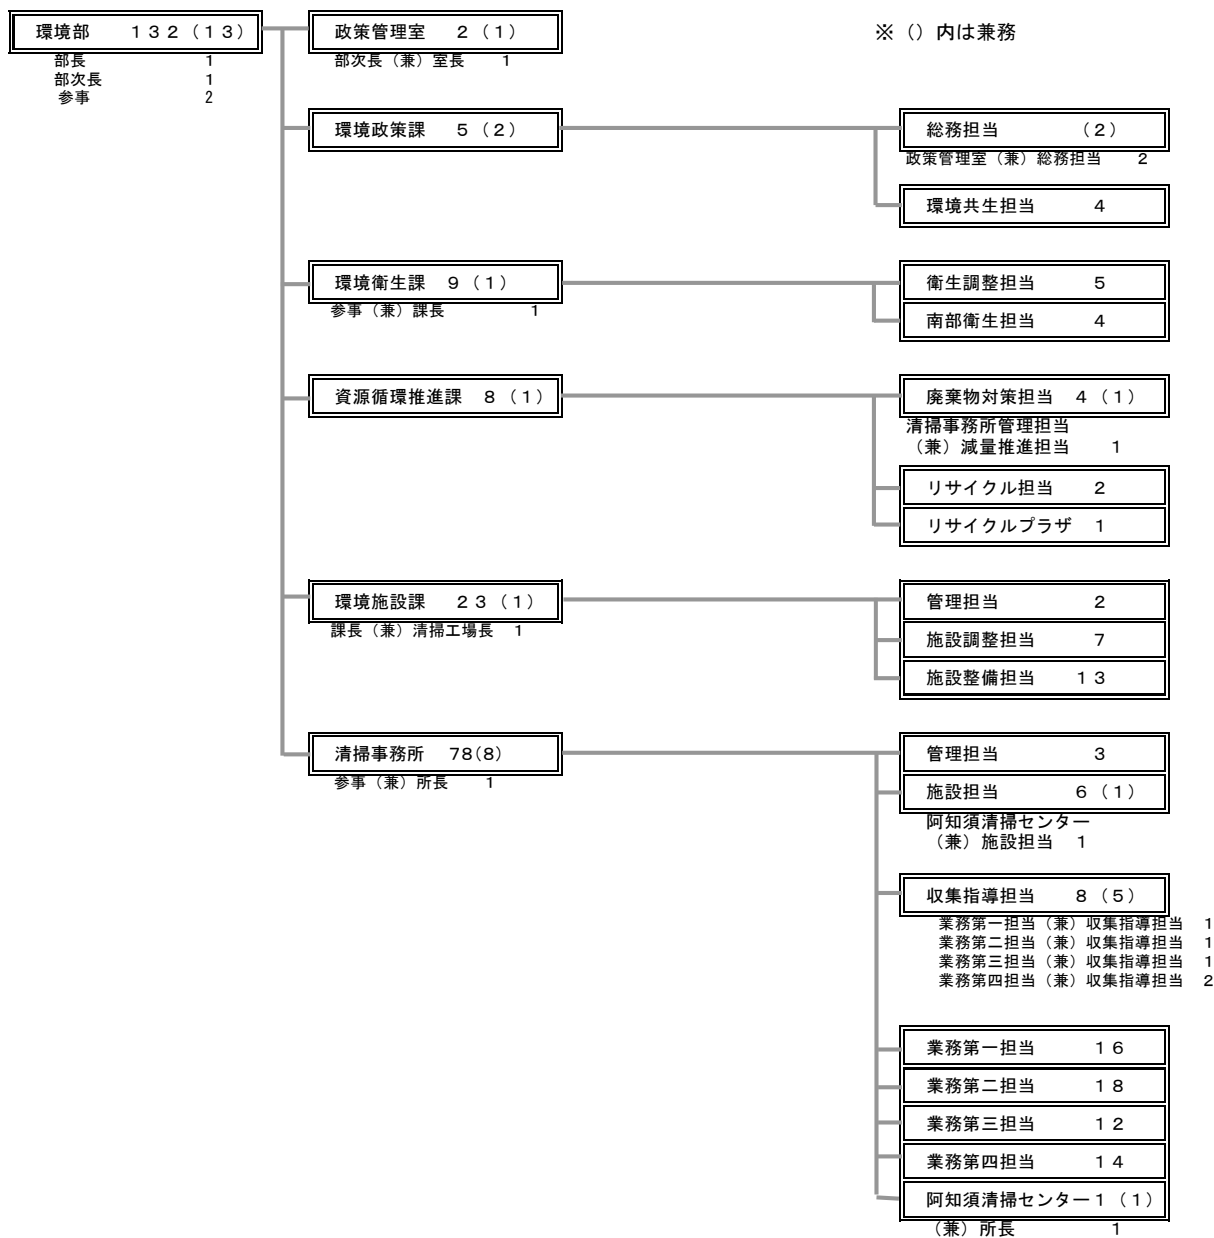 環境部　１３２（１３）
部長　1
部次長　1
参事　2
政策管理室　２（１）
部次長（兼）室長　1
※（）内は兼務
環境政策課　５（２）
総務担当　（２）
政策管理室（兼）総務担当　2
環境共生担当　４
環境衛生課　９（１）
参事（兼）課長　1
衛生調整担当　５
南部衛生担当　４
資源循環推進課　８（１）
廃棄物対策担当　４（１）
清掃事務所管理担当
（兼）減量推進担当　1
リサイクル担当　２
リサイクルプラザ　１
環境施設課　２３（１）
課長（兼）清掃工場長　1
管理担当　２
施設調整担当　７
施設整備担当　１３
清掃事務所　78(8)
参事（兼）所長　1
管理担当　３
施設担当　６（１）
阿知須清掃センター
（兼）施設担当　1
収集指導担当　８（５）
業務第一担当（兼）収集指導担当　1
業務第二担当（兼）収集指導担当　1
業務第三担当（兼）収集指導担当　1
業務第四担当（兼）収集指導担当　2
業務第一担当　１６
業務第二担当　１８
業務第三担当　１２
業務第四担当　１４
阿知須清掃センター１（１）
（兼）所長　1